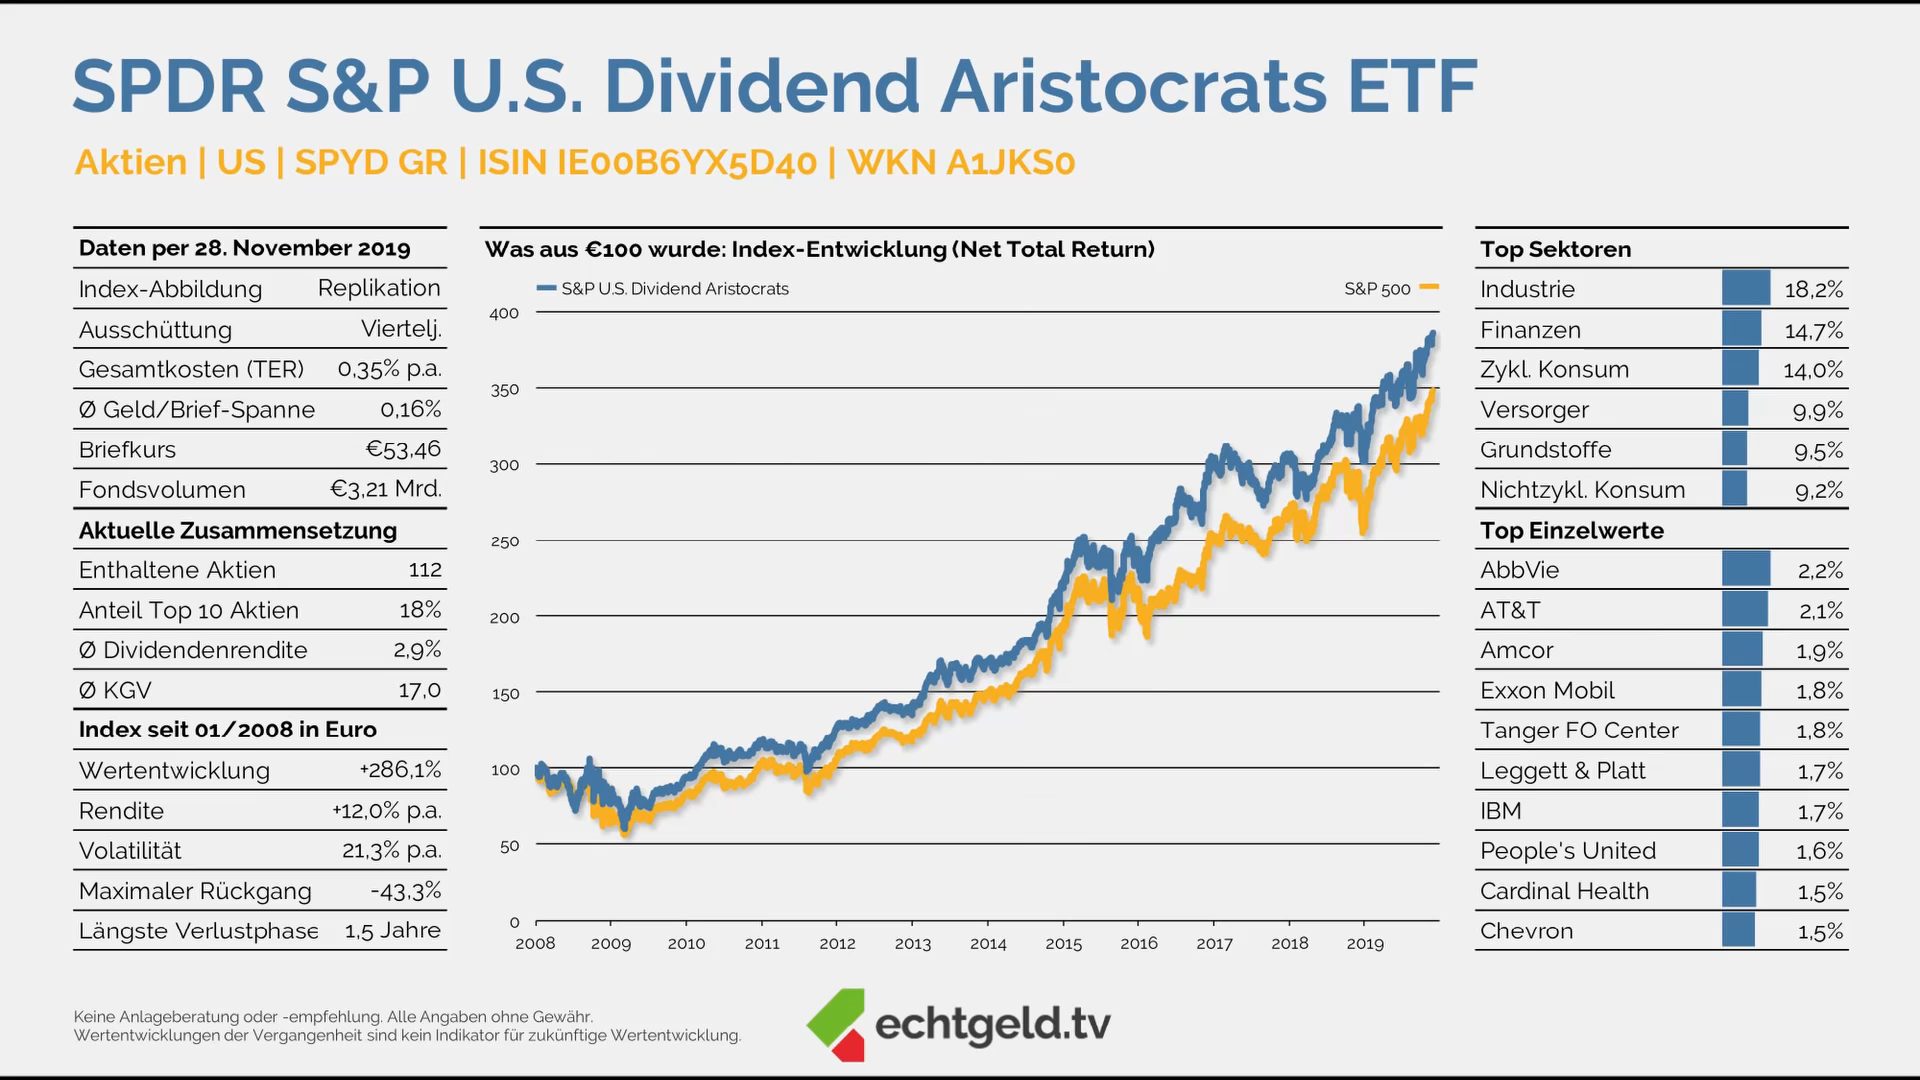 SPDR S&P U.S. Dividend Aristocrats ETF
Aktien | US | SPYD GR | ISIN IE00B6YX5D40 | WKN A1JKS0
Daten per 28. November 2019
Index-Abbildung Replikation
Ausschüttung Viertelj.
Gesamtkosten (TER) 0,35% p.a.
Ø Geld/Brief-Spanne 0,16%
Briefkurs €53,46
Fondsvolumen €3,21 Mrd.
Aktuelle Zusammensetzung
Enthaltene Aktien 112
Anteil Top 10 Aktien 18%
Ø Dividendenrendite 2,9%
Ø KGV 17,0
Index seit 01/2008 in Euro
Wertentwicklung +286,1%
Rendite +12,0% p.a.
Volatilität 21,3% p.a.
Maximaler Rückgang -43,3%
Längste Verlustphase 1,5 Jahre
Was aus €100 wurde: Index-Entwicklung (Net Total Return)
S&P U.S. Dividend Aristocrats S&P 500
400
350
300
250
200
150
100
50
0
2008 2009 2010 2011 2012 2013 2014 2015 2016 2017 2018 2019
Top Sektoren
Industrie 18,2%
Finanzen 14,7%
Zykl. Konsum 14,0%
Versorger 9,9%
Grundstoffe 9,5%
Nichtzykl. Konsum 9,2%
Top Einzelwerte
AbbVie 2,2%
AT&T 2,1%
Amcor 1,9%
Exxon Mobil 1,8%
Tanger FO Center 1,8%
Leggett & Platt 1,7%
IBM 1,7%
People's United 1,6%
Cardinal Health 1,5%
Chevron 1,5%
Keine Anlageberatung oder -empfehlung. Alle Angaben ohne Gewähr.
Wertentwicklungen der Vergangenheit sind kein Indikator für zukünftige Wertentwicklung.
echtgeld.tv